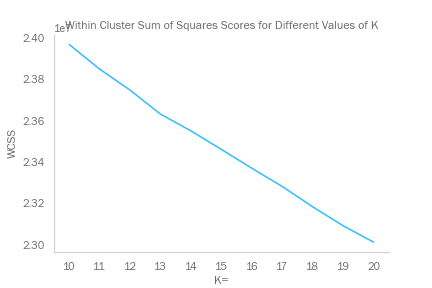 Within Cluster Sum of Squares Scores for Different Values of K
2.40
2.38
2.36
2.34
2.32
2.30
WCSS
10 11 12 13 14 15 16 17 18 19 20
K=